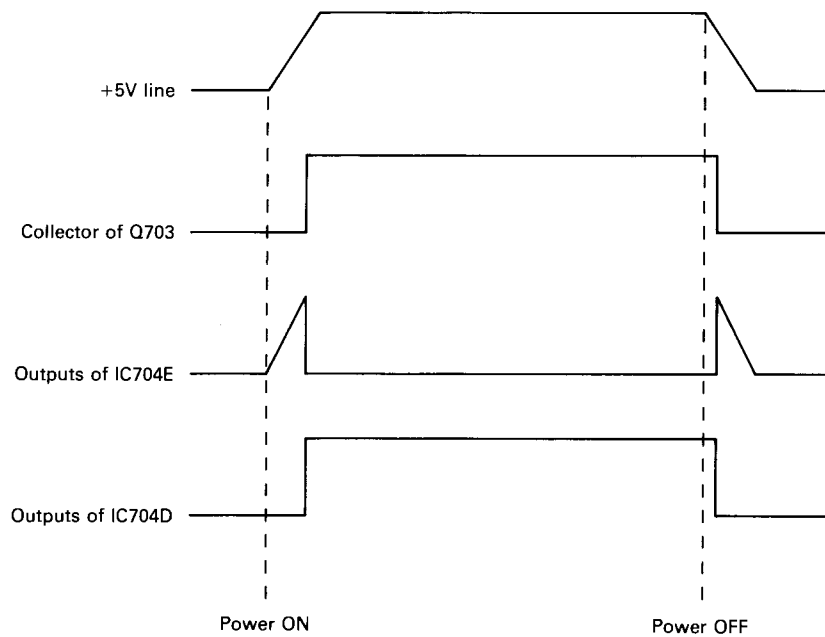 +5V line
Collector of Q703
Outputs of IC704E
Outputs of IC704D
Power ON
Power OFF